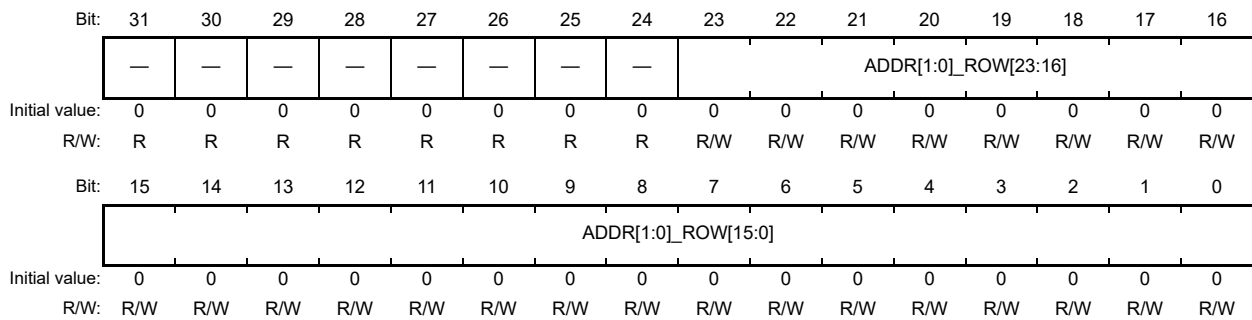 Bit: 31 30 29 28 27 26 25 24 23 22 21 20 19 18 17 16
— — — — — — — — ADDR[1:0]_ROW[23:16]
Initial value: 0 0 0 0 0 0 0 0 0 0 0 0 0 0 0 0
R/W: R R R R R R R R R/W R/W R/W R/W R/W R/W R/W R/W
Bit: 15 14 13 12 11 10 9 8 7 6 5 4 3 2 1 0
ADDR[1:0]_ROW[15:0]
Initial value: 0 0 0 0 0 0 0 0 0 0 0 0 0 0 0 0
R/W: R/W R/W R/W R/W R/W R/W R/W R/W R/W R/W R/W R/W R/W R/W R/W R/W